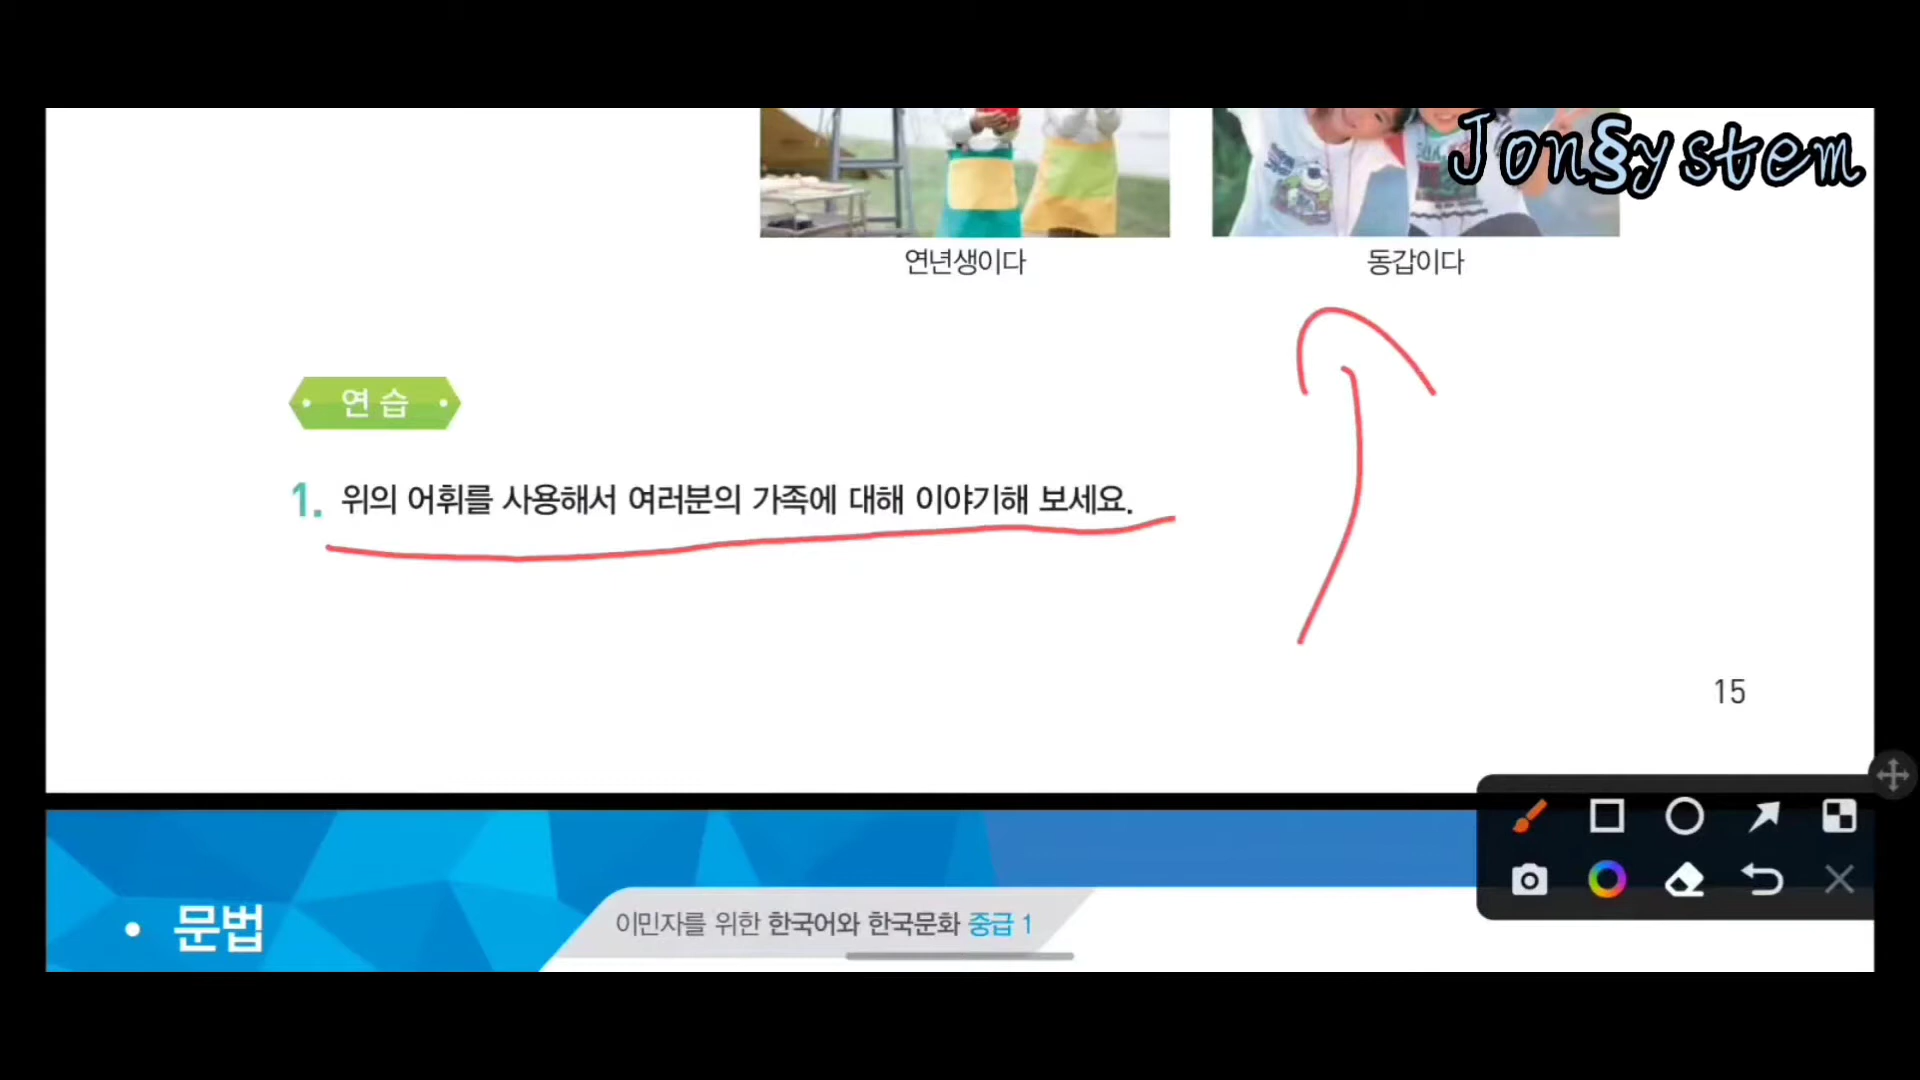 JonSystem
연년생이다
동갑이다
연습
1. 위의 어휘를 사용해서 여러분의 가족에 대해 이야기해 보세요.
15
• 문법
이민자를 위한 한국어와 한국문화 중급 1